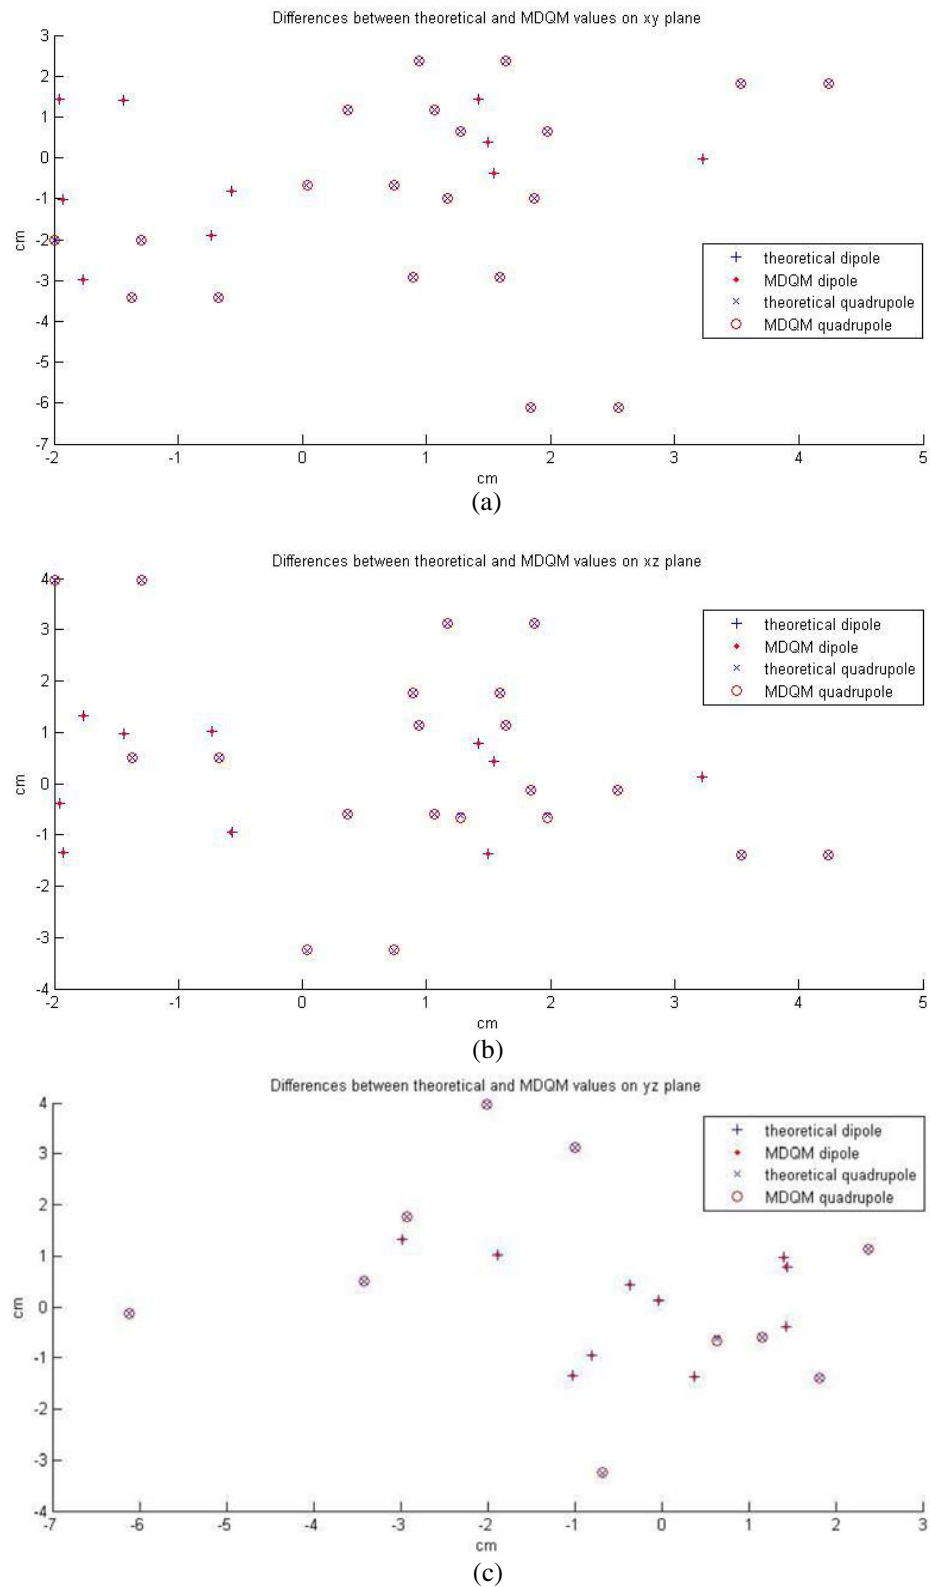 Differences between theoretical and MDQM values on xy plane
3
2
1
0
-1
-2
-3
-4
-5
-6
-7
cm
-2
-1
0
1
2
3
4
5
cm
theoretical dipole
MDQM dipole
theoretical quadrupole
MDQM quadrupole
(a)
Differences between theoretical and MDQM values on xz plane
4
3
2
1
0
-1
-2
-3
-4
cm
-2
-1
0
1
2
3
4
5
cm
theoretical dipole
MDQM dipole
theoretical quadrupole
MDQM quadrupole
(b)
Differences between theoretical and MDQM values on yz plane
4
3
2
1
0
-1
-2
-3
-4
cm
-7
-6
-5
-4
-3
-2
-1
0
1
2
3
cm
theoretical dipole
MDQM dipole
theoretical quadrupole
MDQM quadrupole
(c)